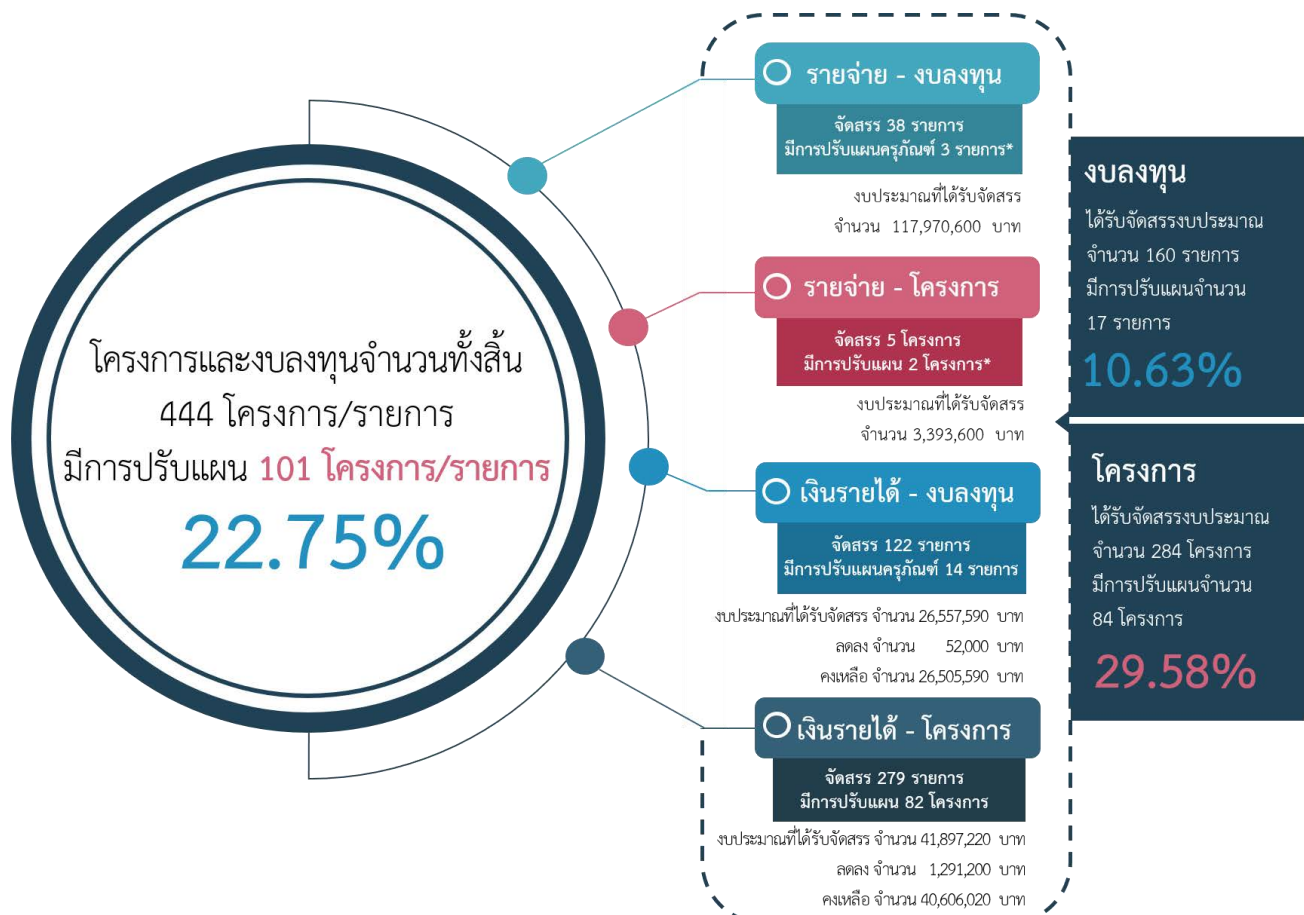 โครงการและงบลงทุนจำนวนทั้งสิ้น
444 โครงการ/รายการ
มีการปรับแผน 101 โครงการ/รายการ
22.75%
รายจ่าย - งบลงทุน
จัดสรร 38 รายการ
มีการปรับแผนครุภัณฑ์ 3 รายการ*
งบประมาณที่ได้รับจัดสรร
จำนวน 117,970,600 บาท
รายจ่าย - โครงการ
จัดสรร 5 โครงการ
มีการปรับแผน 2 โครงการ*
งบประมาณที่ได้รับจัดสรร
จำนวน 3,393,600 บาท
เงินรายได้ - งบลงทุน
จัดสรร 122 รายการ
มีการปรับแผนครุภัณฑ์ 14 รายการ
งบประมาณที่ได้รับจัดสรร จำนวน 26,557,590 บาท
ลดลง จำนวน 52,000 บาท
คงเหลือ จำนวน 26,505,590 บาท
เงินรายได้ - โครงการ
จัดสรร 279 รายการ
มีการปรับแผน 82 โครงการ
งบประมาณที่ได้รับจัดสรร จำนวน 41,897,220 บาท
ลดลง จำนวน 1,291,200 บาท
คงเหลือ จำนวน 40,606,020 บาท
งบลงทุน
ได้รับจัดสรรงบประมาณ
จำนวน 160 รายการ
มีการปรับแผนจำนวน
17 รายการ
10.63%
โครงการ
ได้รับจัดสรรงบประมาณ
จำนวน 284 โครงการ
มีการปรับแผนจำนวน
84 โครงการ
29.58%